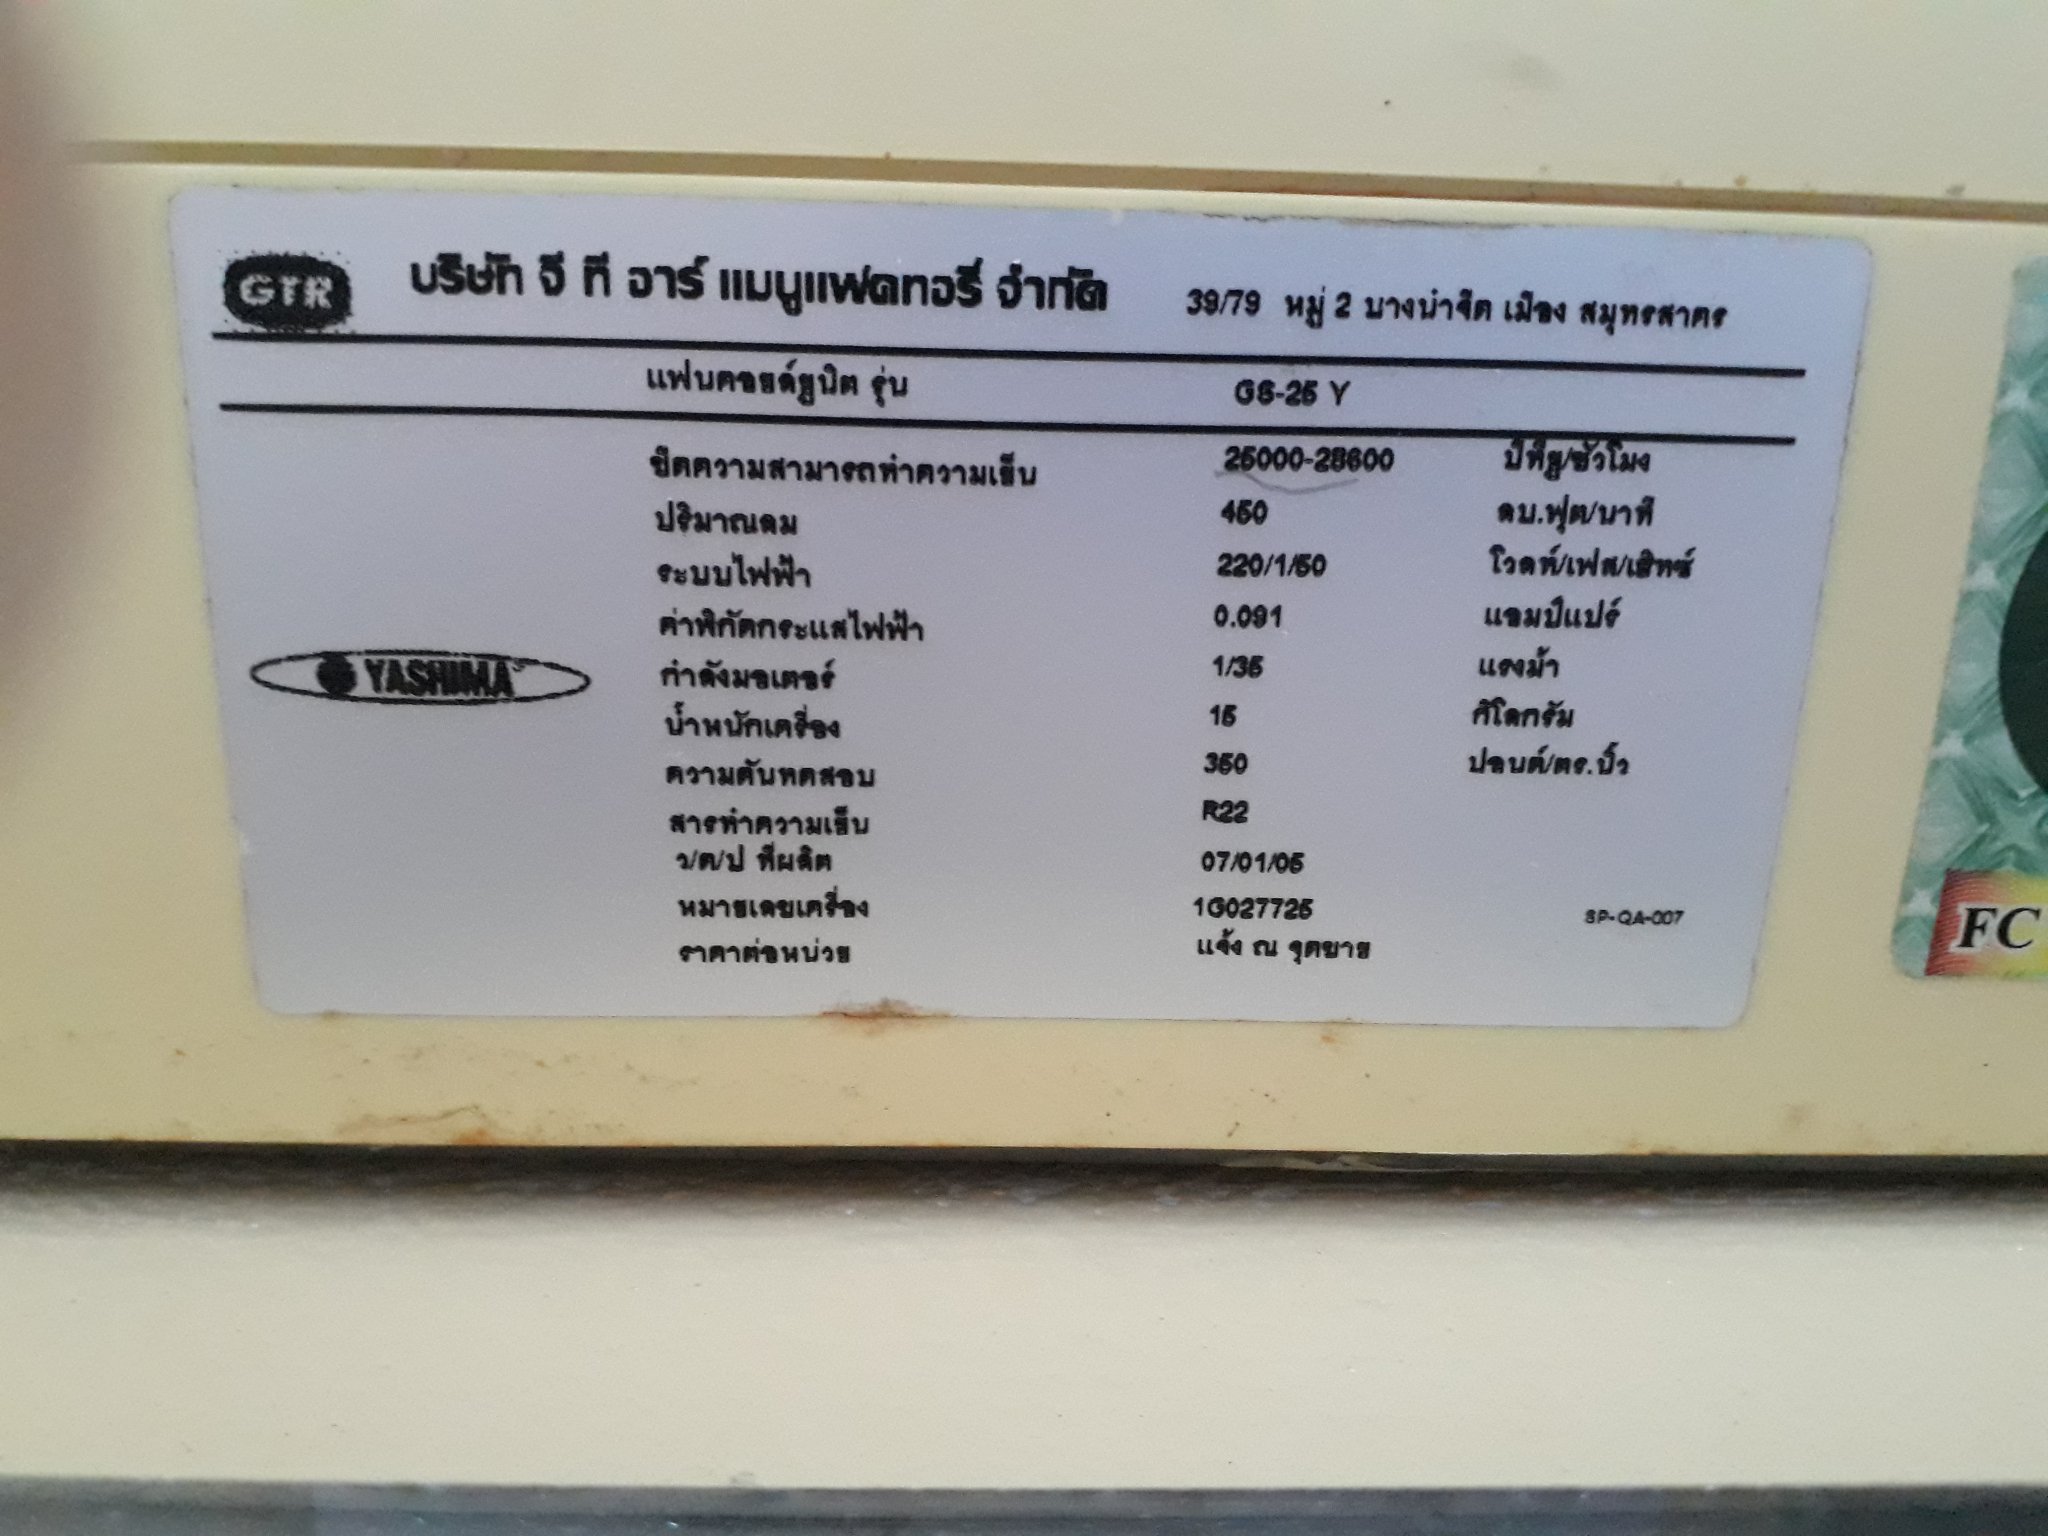 GTR บริษัท จี ที อาร์ แมนูแฟคทอรี่ จำกัด 39/79 หมู่ 2 บางน้ำจืด เมือง สมุทรสาคร
แฟนคอยล์ยูนิต รุ่น GS-25 Y
ขีดความสามารถทำความเย็น 25000-28600 บีทียู/ชั่วโมง
ปริมาณลม 450 ลบ.ฟุต/นาที
ระบบไฟฟ้า 220/1/50 โวลท์/เฟส/เฮิทซ์
ค่าพิกัดกระแสไฟฟ้า 0.091 แอมป์แปร์
YASHIMA
กำลังมอเตอร์ 1/35 แรงม้า
น้ำหนักเครื่อง 15 กิโลกรัม
ความดันทดสอบ 350 ปอนด์/ตร.นิ้ว
สารทำความเย็น R22
ว/ด/ป ที่ผลิต 07/01/05
หมายเลขเครื่อง 1G027725 SP-QA-007
ราคาต่อหน่วย แจ้ง ณ จุดขาย
FC